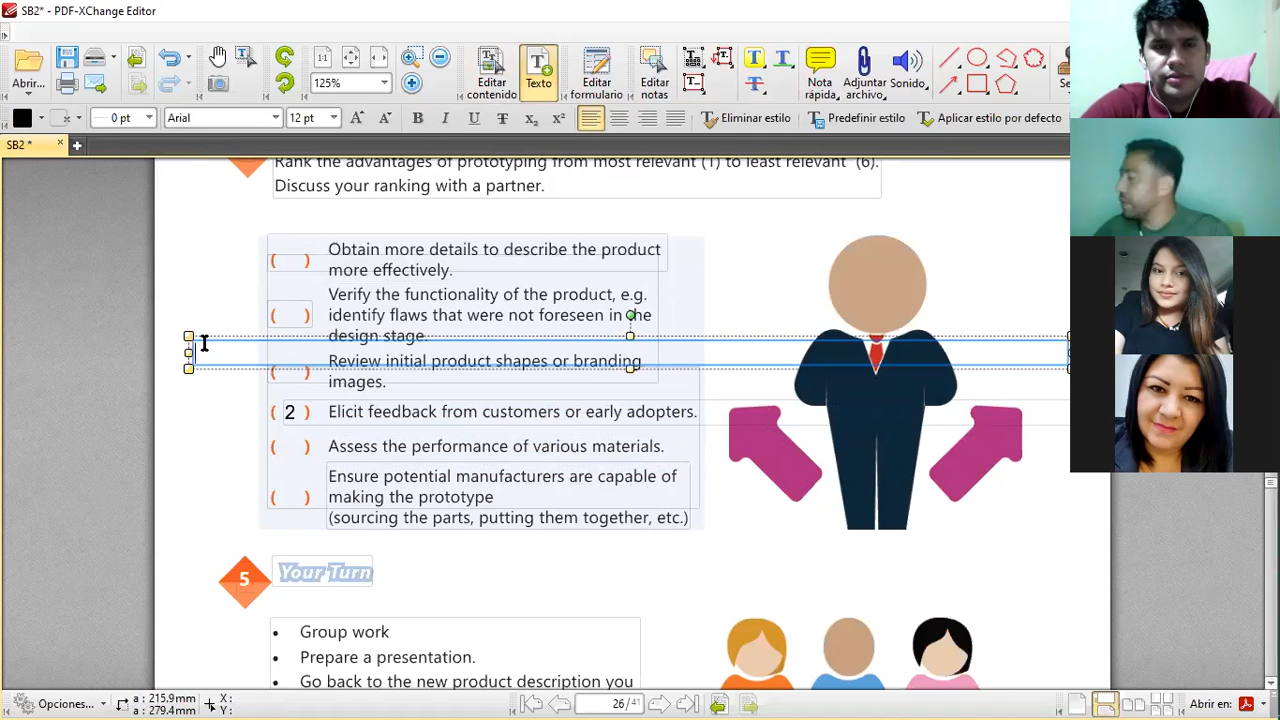 SB2* - PDF-XChange Editor
Abrir...
125%
Editar contenido
Texto
Editar formulario
Editar notas
Nota rápida
Adjuntar archivo
Sonido
0 pt
Arial
12 pt
Eliminar estilo
Predefinir estilo
Aplicar estilo por def
SB2 *
Rank the advantages of prototyping from most relevant (1) to least relevant (6).
Discuss your ranking with a partner.
( ) Obtain more details to describe the product
more effectively.
( ) Verify the functionality of the product, e.g.
identify flaws that were not foreseen in the
design stage.
( ) Review initial product shapes or branding
images.
( 2 ) Elicit feedback from customers or early adopters.
( ) Assess the performance of various materials.
( ) Ensure potential manufacturers are capable of
making the prototype
(sourcing the parts, putting them together, etc.)
5 Your Turn
• Group work
• Prepare a presentation.
• Go back to the new product description you
Opciones...
a : 215.9mm
a : 279.4mm
X:
Y:
26 / 41
Abrir en: